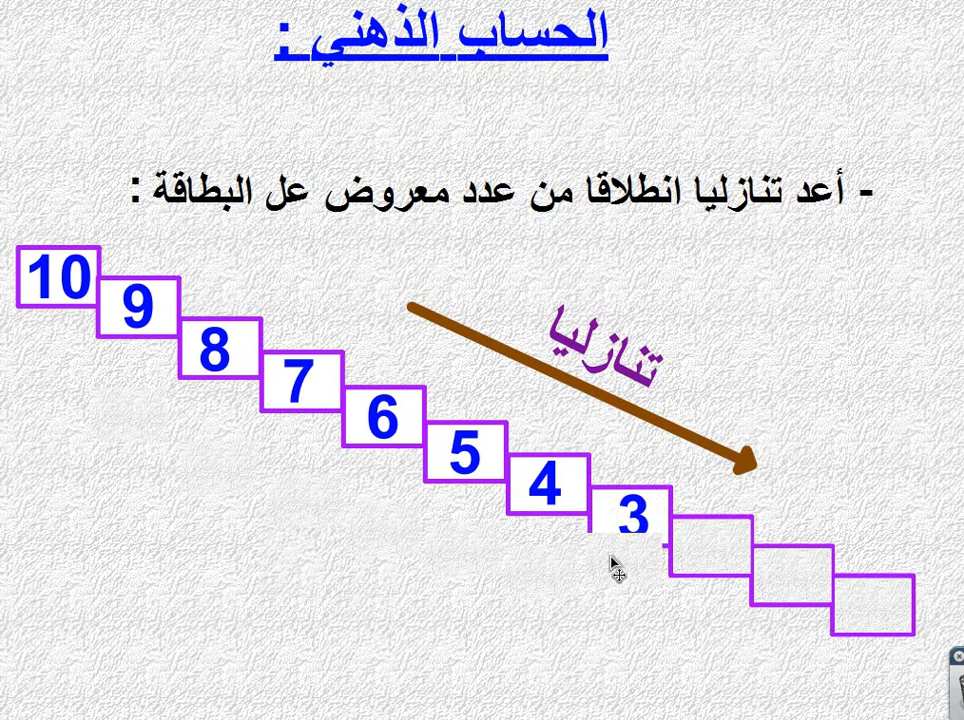 الحساب الذهني :
- أعد تنازليا انطلاقا من عدد معروض عل البطاقة :
تنازليا
10
9
8
7
6
5
4
3